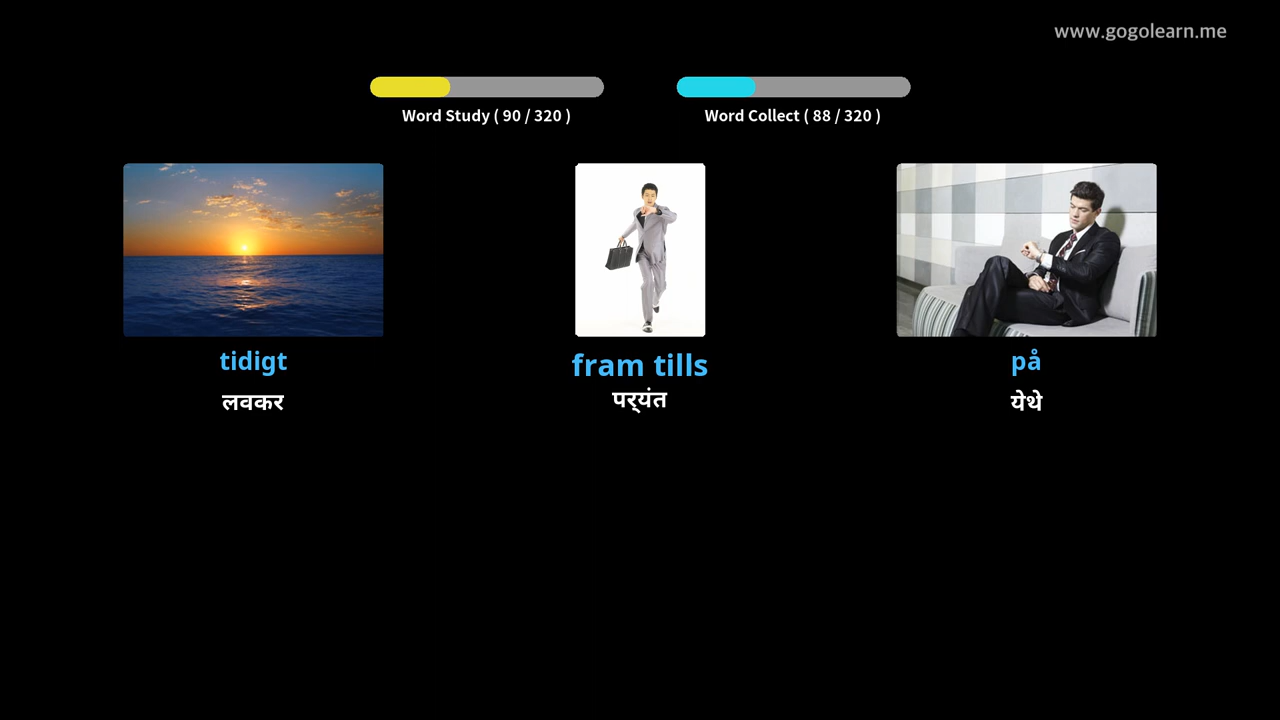 www.gogolearn.me
Word Study ( 90 / 320 )
Word Collect ( 88 / 320 )
tidigt
लवकर
fram tills
पर्‍यंत
på
येथे